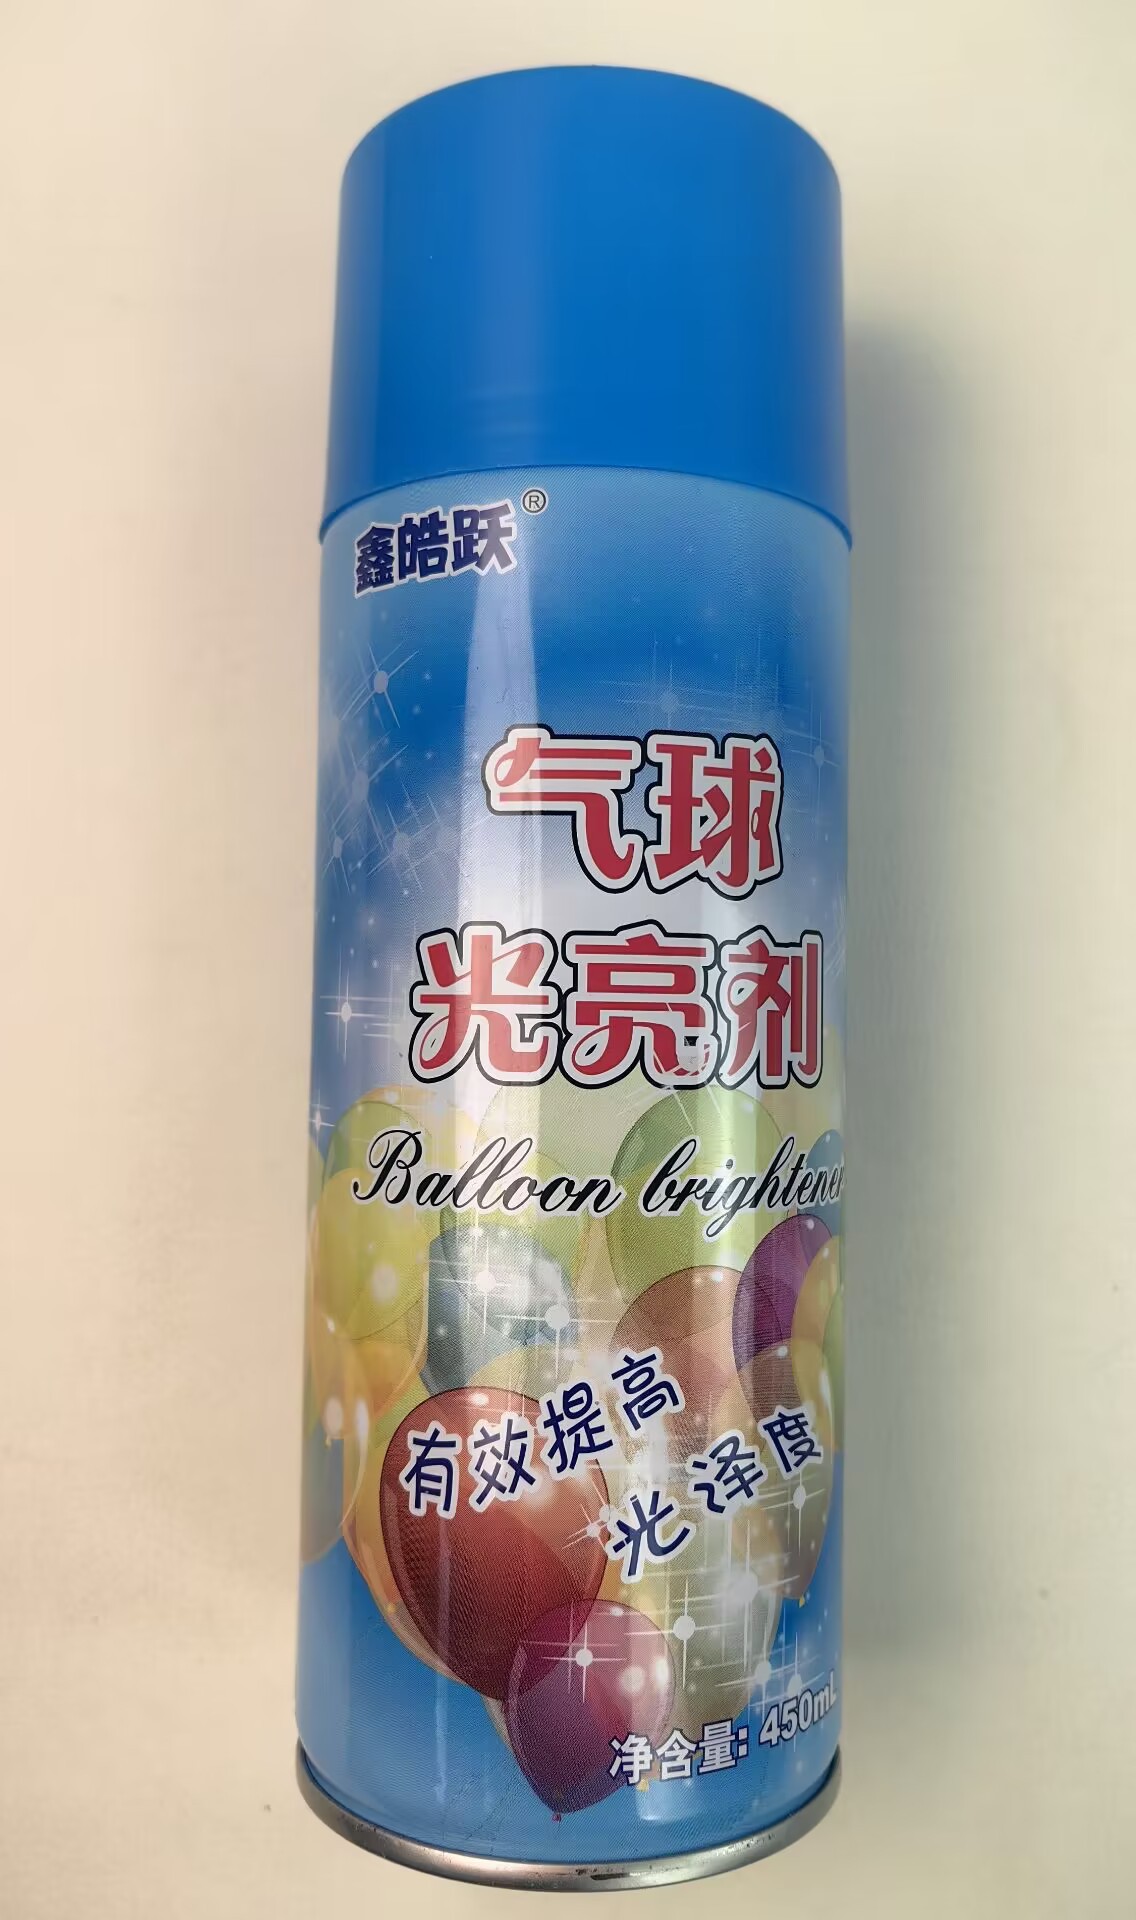 鑫皓跃®
气球
光亮剂
Balloon brightener
有效提高
光泽度
净含量: 450mL